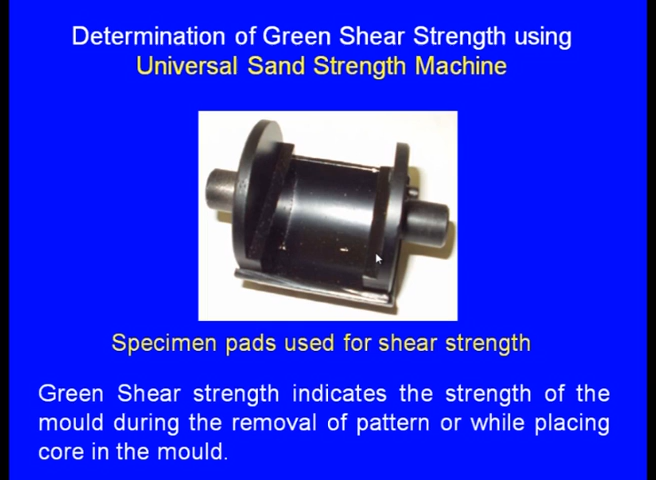 Determination of Green Shear Strength using
Universal Sand Strength Machine
Specimen pads used for shear strength
Green Shear strength indicates the strength of the
mould during the removal of pattern or while placing
core in the mould.